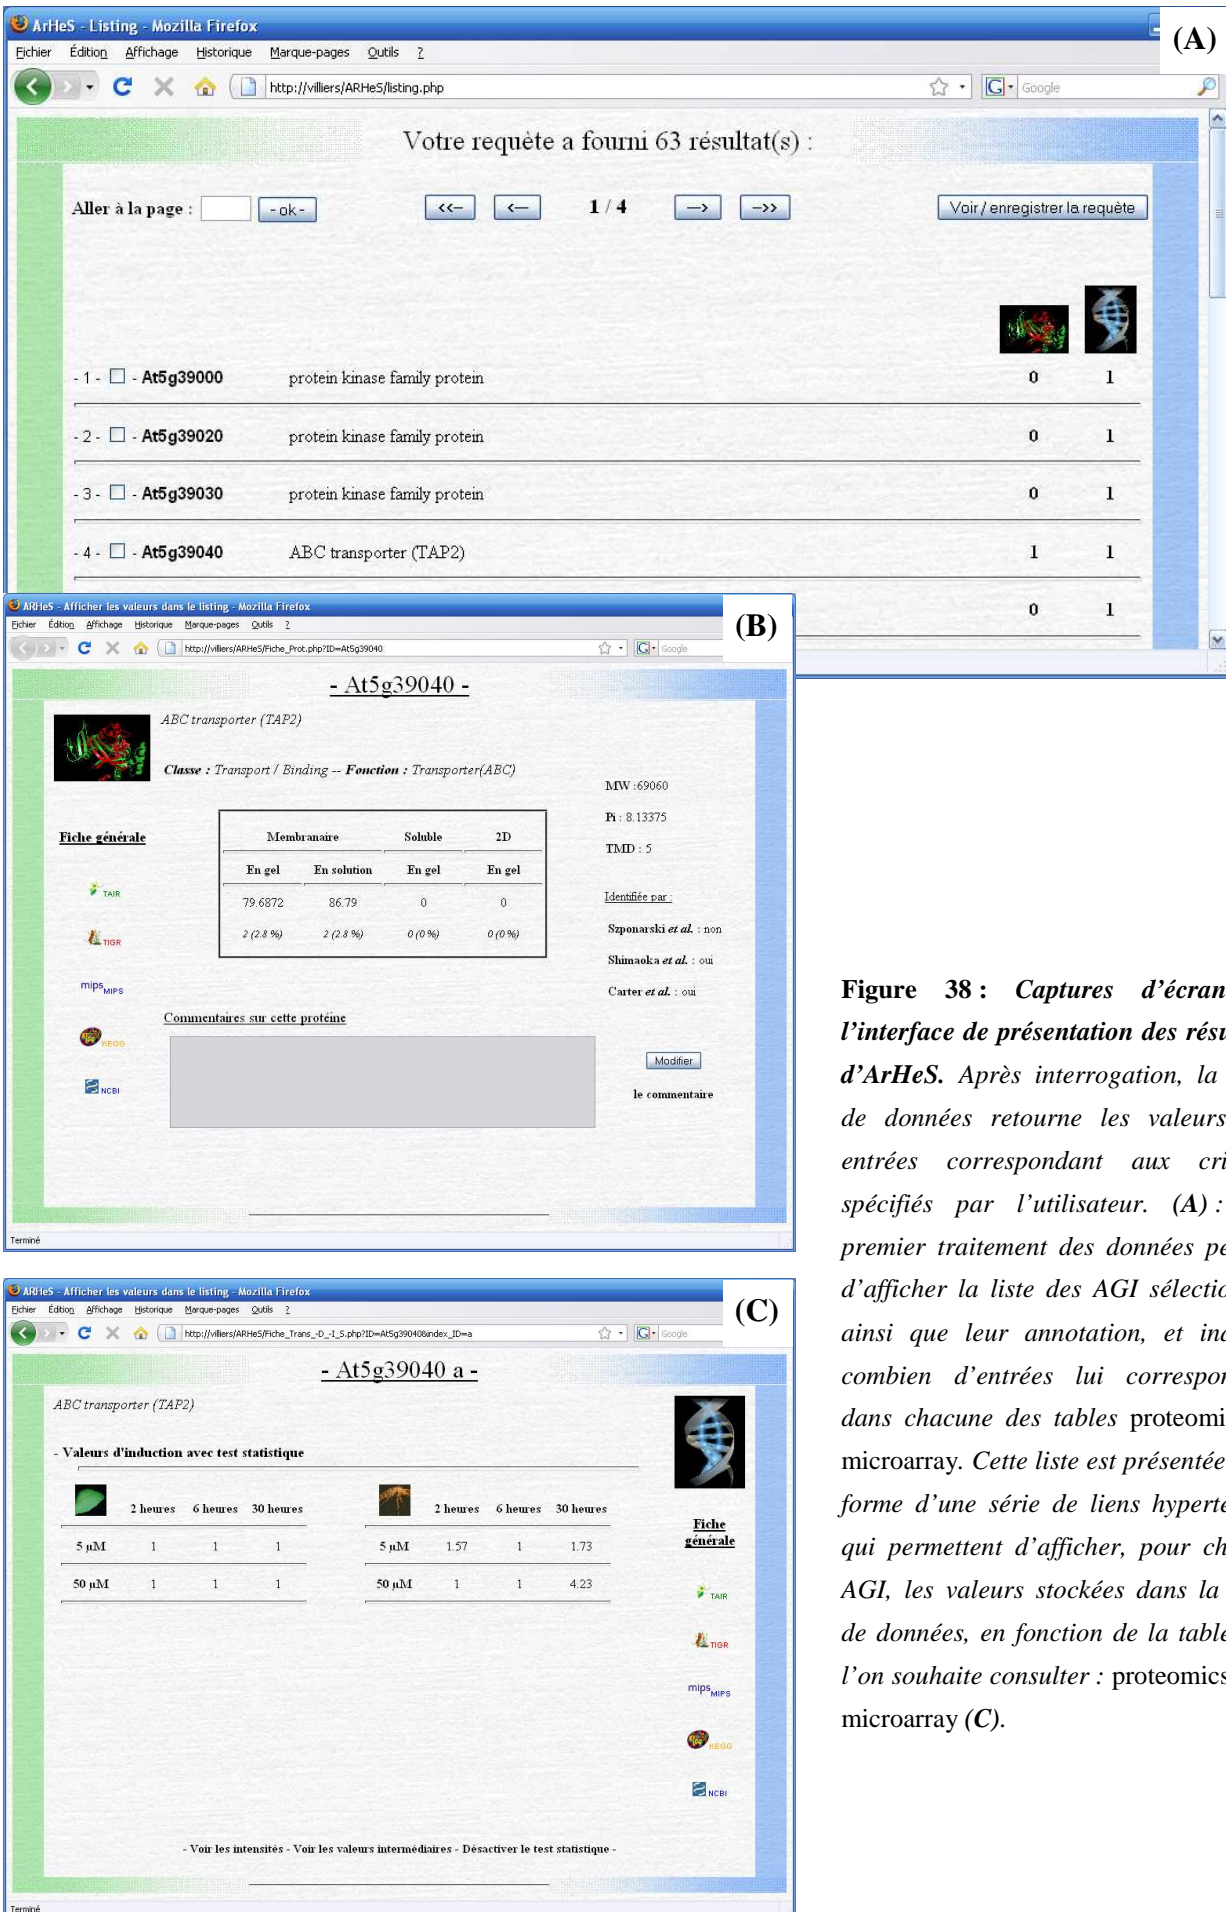 ArHeS - Listing - Mozilla Firefox
(A)
Fichier Édition Affichage Historique Marque-pages Outils ?
http://villiers/ARHeS/listing.php
Google
Votre requète a fourni 63 résultat(s) :
Aller à la page : - ok - <<-- <-- 1 / 4 --> -->> Voir / enregistrer la requète
- 1 - - At5g39000 protein kinase family protein 0 1
- 2 - - At5g39020 protein kinase family protein 0 1
- 3 - - At5g39030 protein kinase family protein 0 1
- 4 - - At5g39040 ABC transporter (TAP2) 1 1
0 1
ARHeS - Afficher les valeurs dans le listing - Mozilla Firefox
(B)
Fichier Édition Affichage Historique Marque-pages Outils ?
http://villiers/ARHeS/Fiche_Prot.php?ID=At5g39040
Google
- At5g39040 -
ABC transporter (TAP2)
Classe : Transport / Binding -- Fonction : Transporter(ABC)
MW :69060
Pi : 8.13375
TMD : 5
Fiche générale
Membranaire Soluble 2D
En gel En solution En gel En gel
79.6872 86.79 0 0
2 (2.8 %) 2 (2.8 %) 0 (0 %) 0 (0 %)
TAIR
TIGR
mips MIPS
KEGG
NCBI
Identifiée par :
Szponarski et al. : non
Shimaoka et al. : oui
Carter et al. : oui
Commentaires sur cette protéine
Modifier
le commentaire
Terminé
ARHeS - Afficher les valeurs dans le listing - Mozilla Firefox
(C)
Fichier Édition Affichage Historique Marque-pages Outils ?
http://villiers/ARHeS/Fiche_Trans_-D_-I_S.php?ID=At5g39040&index_ID=a
Google
- At5g39040 a -
ABC transporter (TAP2)
- Valeurs d'induction avec test statistique
2 heures 6 heures 30 heures 2 heures 6 heures 30 heures
5 µM 1 1 1 5 µM 1.57 1 1.73
50 µM 1 1 1 50 µM 1 1 4.23
Fiche
générale
TAIR
TIGR
mips MIPS
KEGG
NCBI
- Voir les intensités - Voir les valeurs intermédiaires - Désactiver le test statistique -
Terminé
Figure 38 : Captures d'écran
l'interface de présentation des résu
d'ArHeS. Après interrogation, la
de données retourne les valeurs
entrées correspondant aux cri
spécifiés par l'utilisateur. (A) :
premier traitement des données pe
d'afficher la liste des AGI sélectio
ainsi que leur annotation, et ind
combien d'entrées lui correspon
dans chacune des tables proteomi
microarray. Cette liste est présentée
forme d'une série de liens hyperte
qui permettent d'afficher, pour ch
AGI, les valeurs stockées dans la
de données, en fonction de la table
l'on souhaite consulter : proteomics
microarray (C).